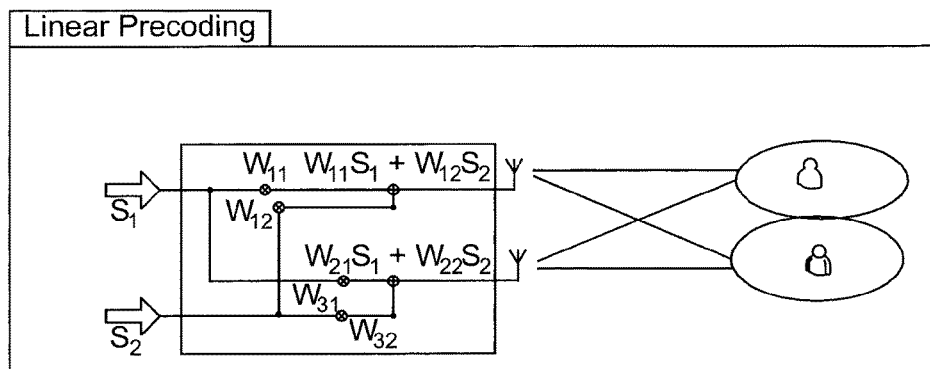 Linear Precoding
W₁₁ W₁₁S₁ + W₁₂S₂
S₁
W₁₂
W₂₁S₁ + W₂₂S₂
W₃₁
S₂
W₃₂